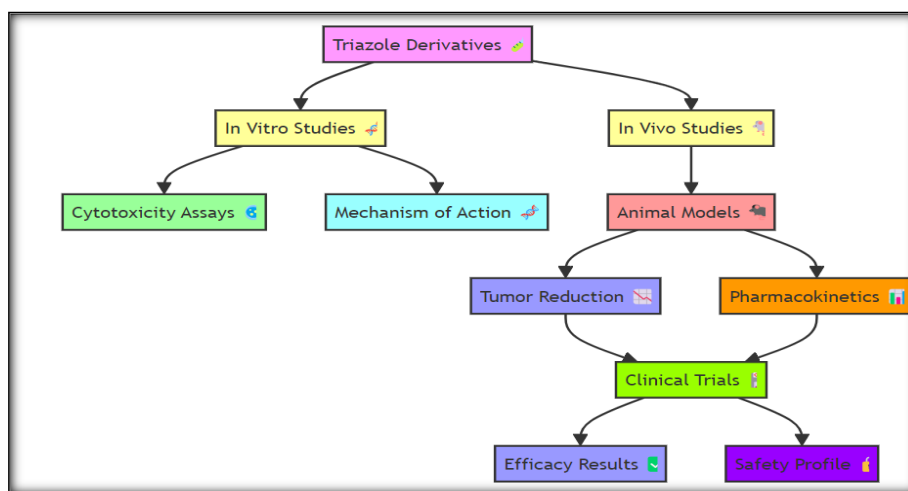 Triazole Derivatives
In Vitro Studies
In Vivo Studies
Cytotoxicity Assays
Mechanism of Action
Animal Models
Tumor Reduction
Pharmacokinetics
Clinical Trials
Efficacy Results
Safety Profile